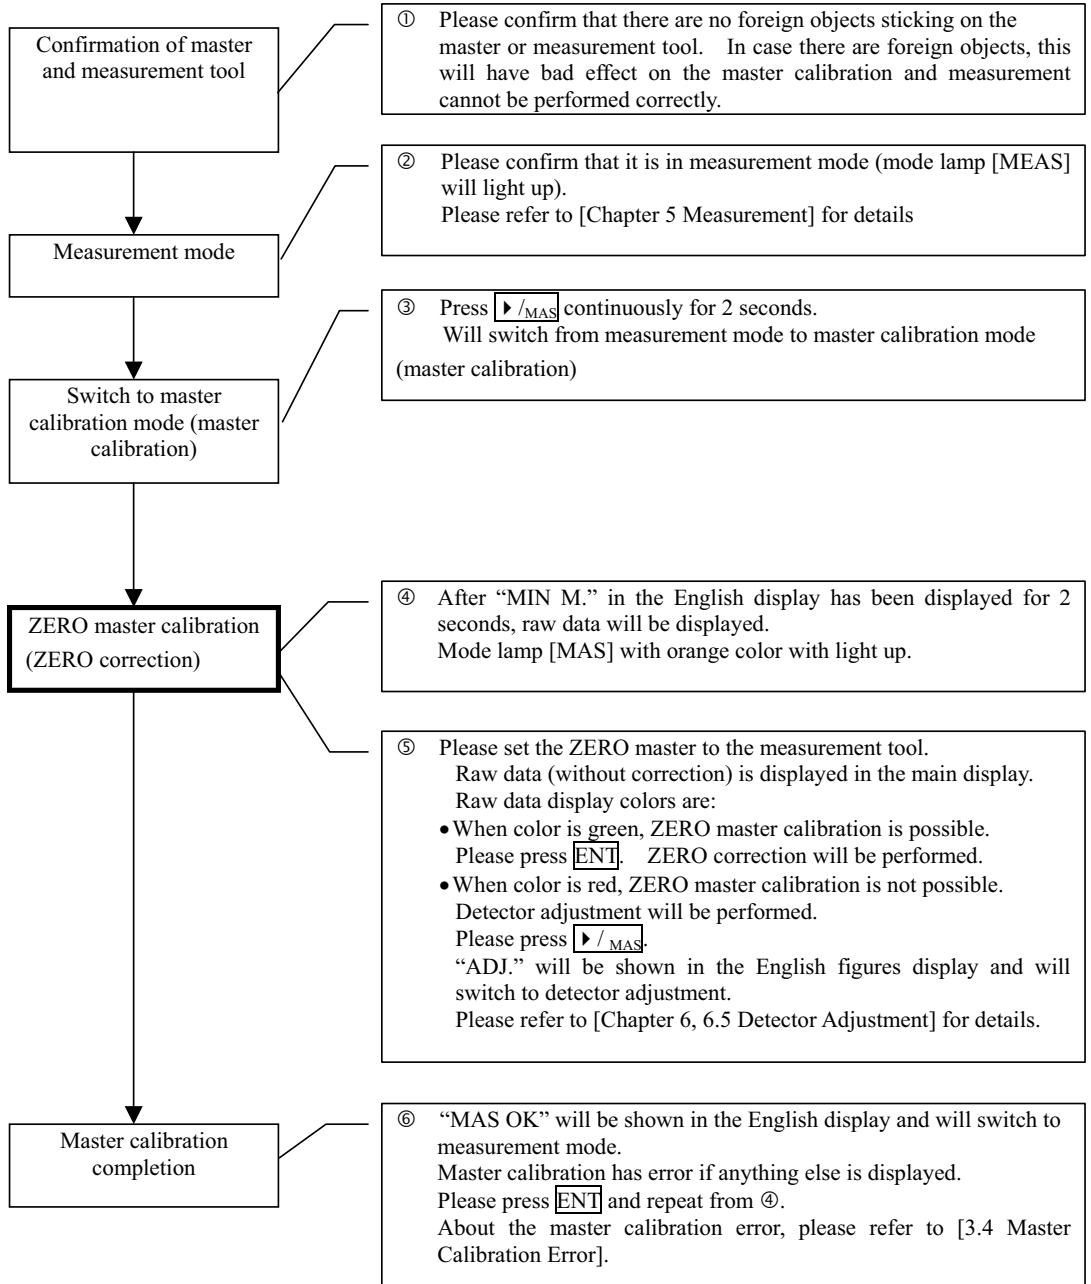 Confirmation of master
and measurement tool
① Please confirm that there are no foreign objects sticking on the
master or measurement tool. In case there are foreign objects, this
will have bad effect on the master calibration and measurement
cannot be performed correctly.
Measurement mode
② Please confirm that it is in measurement mode (mode lamp [MEAS]
will light up).
Please refer to [Chapter 5 Measurement] for details
Switch to master
calibration mode (master
calibration)
③ Press ▶/MAS continuously for 2 seconds.
Will switch from measurement mode to master calibration mode
(master calibration)
ZERO master calibration
(ZERO correction)
④ After “MIN M.” in the English display has been displayed for 2
seconds, raw data will be displayed.
Mode lamp [MAS] with orange color with light up.
⑤ Please set the ZERO master to the measurement tool.
Raw data (without correction) is displayed in the main display.
Raw data display colors are:
•When color is green, ZERO master calibration is possible.
Please press ENT. ZERO correction will be performed.
•When color is red, ZERO master calibration is not possible.
Detector adjustment will be performed.
Please press ▶/ MAS.
“ADJ.” will be shown in the English figures display and will
switch to detector adjustment.
Please refer to [Chapter 6, 6.5 Detector Adjustment] for details.
Master calibration
completion
⑥ “MAS OK” will be shown in the English display and will switch to
measurement mode.
Master calibration has error if anything else is displayed.
Please press ENT and repeat from ④.
About the master calibration error, please refer to [3.4 Master
Calibration Error].